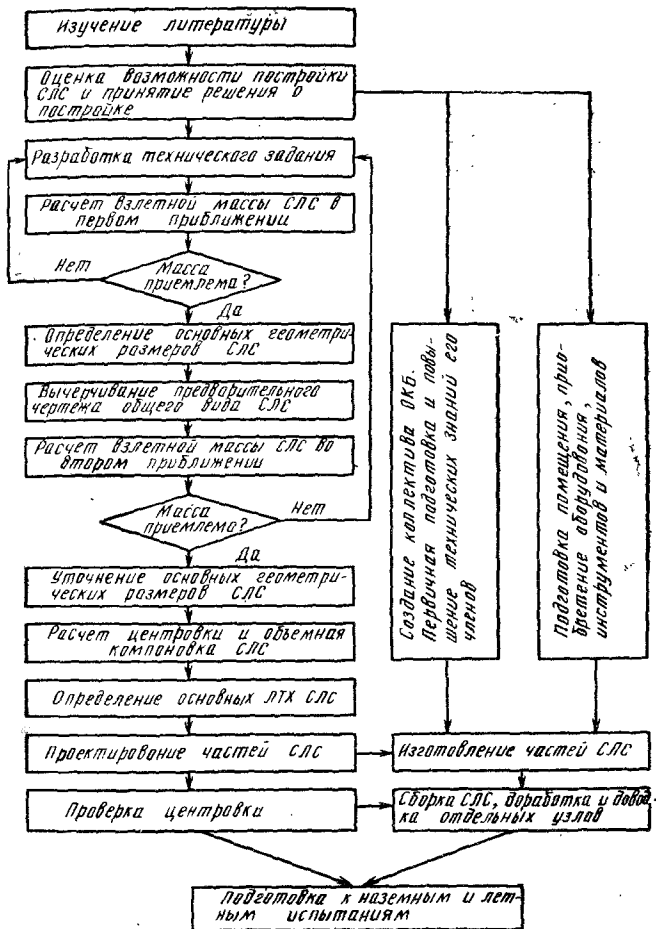 Изучение литературы
Оценка возможности постройки
СЛС и принятие решения о
постройке
Разработка технического задания
Расчет взлетной массы СЛС в
первом приближении
Нет
Масса
приемлема?
Да
Определение основных геометри-
ческих размеров СЛС
Вычерчивание предварительного
чертежа общего вида СЛС
Расчет взлетной массы СЛС во
втором приближении
Масса
приемлема?
Нет
Да
Уточнение основных геометри-
ческих размеров СЛС
Расчет центровки и объемная
компоновка СЛС
Определение основных ЛТХ СЛС
Проектирование частей СЛС
Проверка центровки
Создание коллектива ОКБ.
Первичная подготовка и повы-
шение технических знаний его
членов
Подготовка помещения, прио-
бретение оборудования,
инструментов и материалов
Изготовление частей СЛС
Сборка СЛС, доработка и довод-
ка отдельных узлов
Подготовка к наземным и лет-
ным испытаниям